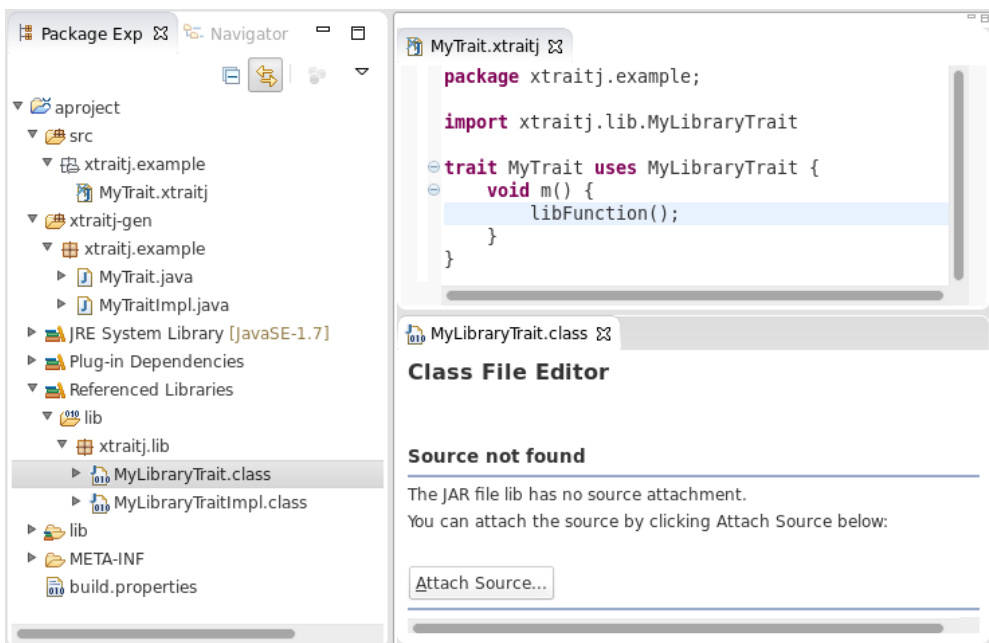 Package Exp
Navigator
aproject
src
xtraitj.example
MyTrait.xtraitj
xtraitj-gen
xtraitj.example
MyTrait.java
MyTraitImpl.java
JRE System Library [JavaSE-1.7]
Plug-in Dependencies
Referenced Libraries
lib
xtraitj.lib
MyLibraryTrait.class
MyLibraryTraitImpl.class
lib
META-INF
build.properties
MyTrait.xtraitj
package xtraitj.example;
import xtraitj.lib.MyLibraryTrait
trait MyTrait uses MyLibraryTrait {
void m() {
libFunction();
}
}
MyLibraryTrait.class
Class File Editor
Source not found
The JAR file lib has no source attachment.
You can attach the source by clicking Attach Source below:
Attach Source...